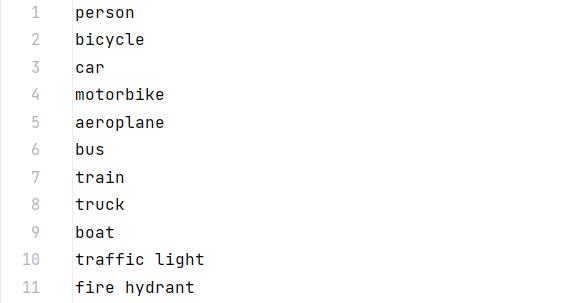 1 person
2 bicycle
3 car
4 motorbike
5 aeroplane
6 bus
7 train
8 truck
9 boat
10 traffic light
11 fire hydrant